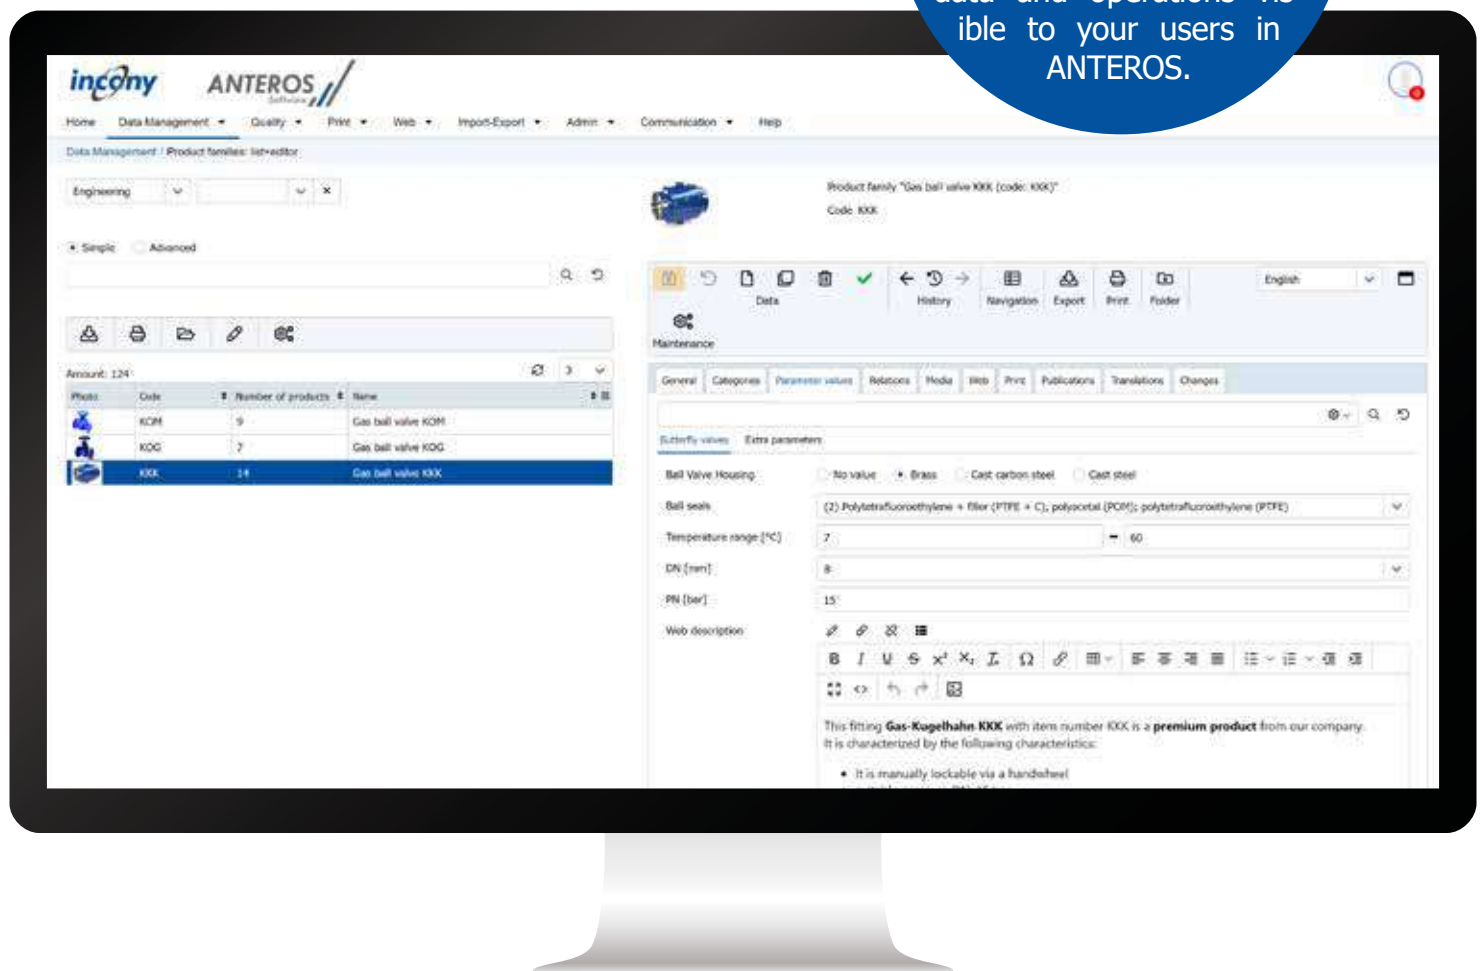 data and operations vis
ible to your users in
ANTEROS.
incony ANTEROS
Software
Home Data Management Quality Print Web Import-Export Admin Communication Help
Data Management / Product families: list+editor
Engineering
Product family "Gas ball valve KKK (code: KKK)"
Code KKK
Simple Advanced
Data History Navigation Export Print Folder English
Maintenance
Amount: 124
General Categories Parameter values Relations Media Web Print Publications Translations Changes
Photo Code Number of products Name
KOM 9 Gas ball valve KOM
KOG 7 Gas ball valve KOG
KKK 14 Gas ball valve KKK
Butterfly valves Extra parameters
Ball Valve Housing No value Brass Cast carbon steel Cast steel
Ball seals (2) Polytetrafluoroethylene + filler (PTFE + C), polyacetal (POM); polytetrafluoroethylene (PTFE)
Temperature range [°C] 7 – 60
DN [mm] 8
PN [bar] 15
Web description
This fitting Gas-Kugelhahn KKK with item number KKK is a premium product from our company.
It is characterized by the following characteristics:
• It is manually lockable via a handwheel